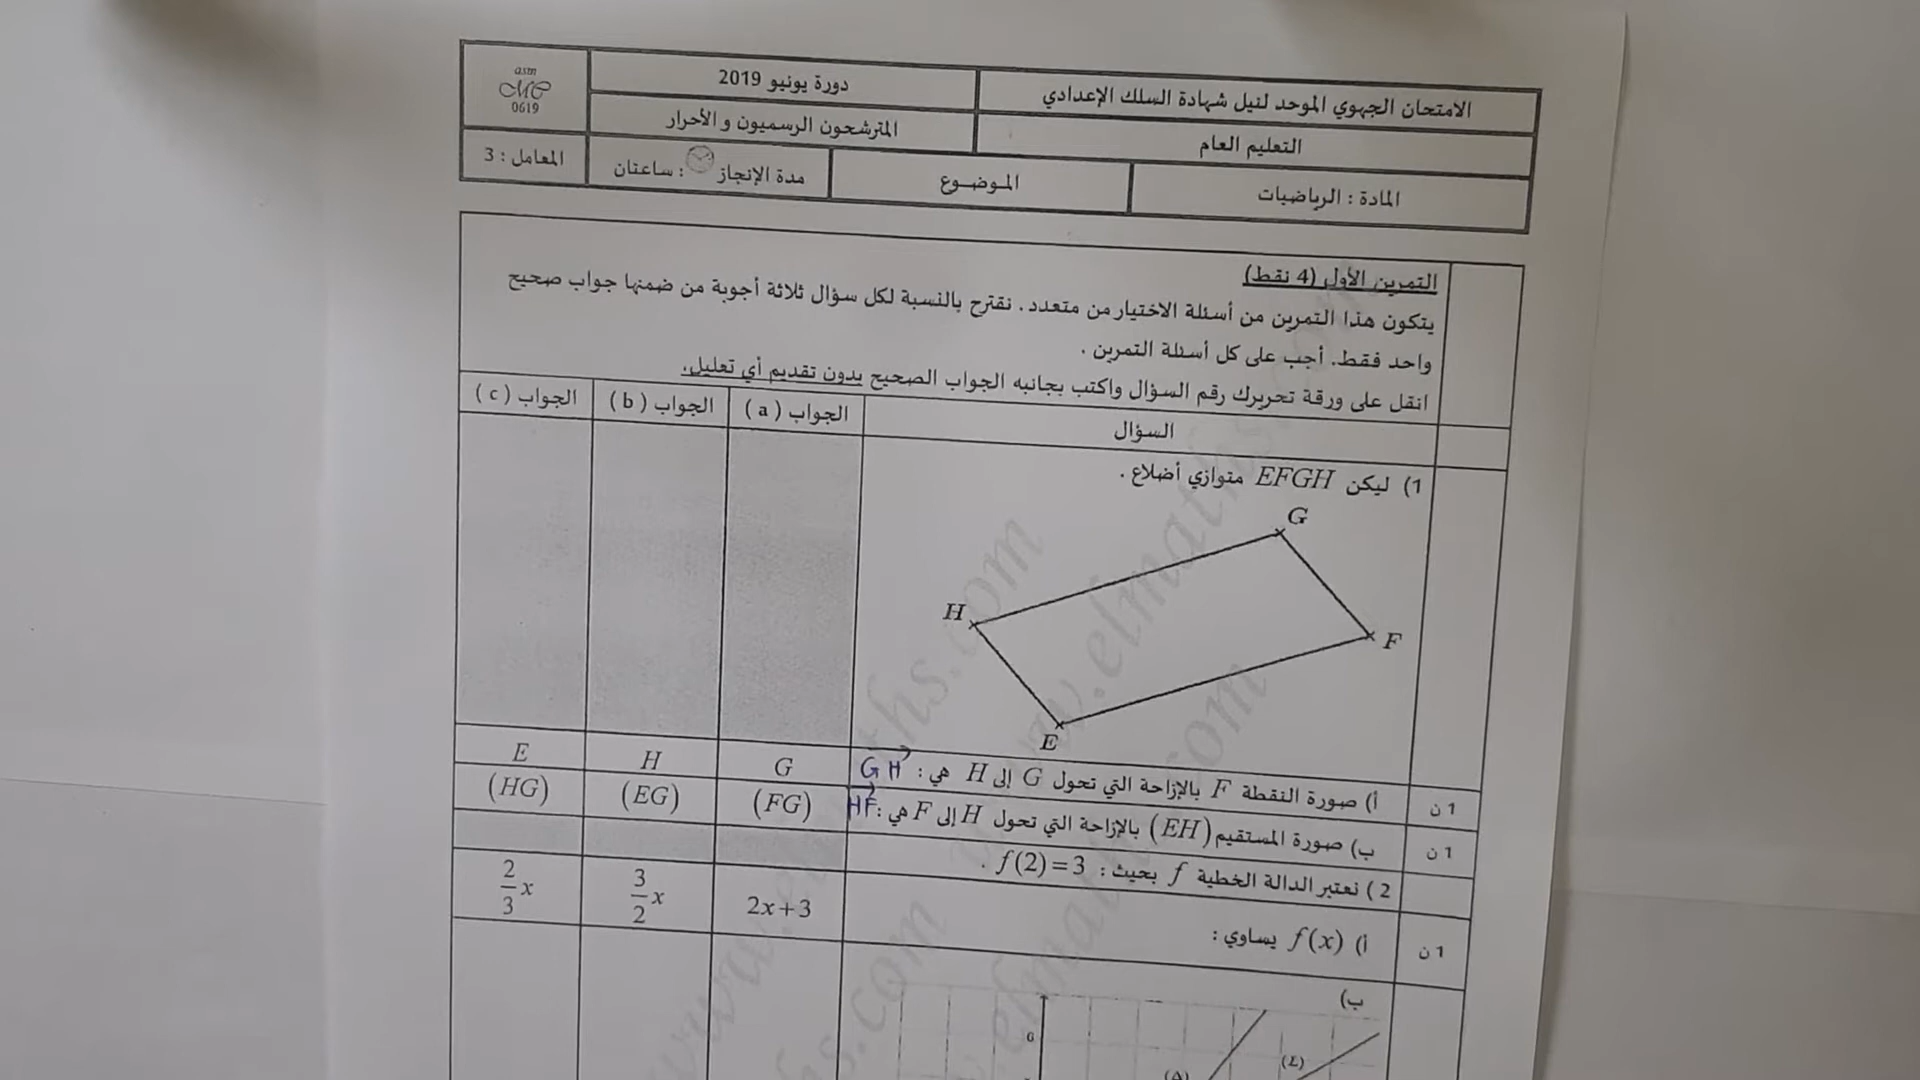 الامتحان الجهوي الموحد لنيل شهادة السلك الإعدادي
دورة يونيو 2019
asm
MC
0619
التعليم العام
المترشحون الرسميون و الأحرار
المادة : الرياضيات
الموضوع
مدة الإنجاز : ساعتان
المعامل : 3
التمرين الأول (4 نقط)
يتكون هذا التمرين من أسئلة الاختيار من متعدد . نقترح بالنسبة لكل سؤال ثلاثة أجوبة من ضمنها جواب صحيح
واحد فقط. أجب على كل أسئلة التمرين .
انقل على ورقة تحريرك رقم السؤال واكتب بجانبه الجواب الصحيح بدون تقديم أي تعليل.
السؤال
الجواب ( a )
الجواب ( b )
الجواب ( c )
1) ليكن EFGH متوازي أضلاع .
G
H
F
E
1 ن
أ) صورة النقطة F بالإزاحة التي تحول G إلى H هي : GH
G
H
E
1 ن
ب) صورة المستقيم (EH) بالإزاحة التي تحول H إلى F هي : HF
(FG)
(EG)
(HG)
2 ) نعتبر الدالة الخطية f بحيث : f(2)=3 .
1 ن
أ) f(x) يساوي :
2x+3
3/2 x
2/3 x
ب)
6
(L)
(Δ)
www.elmaths.com